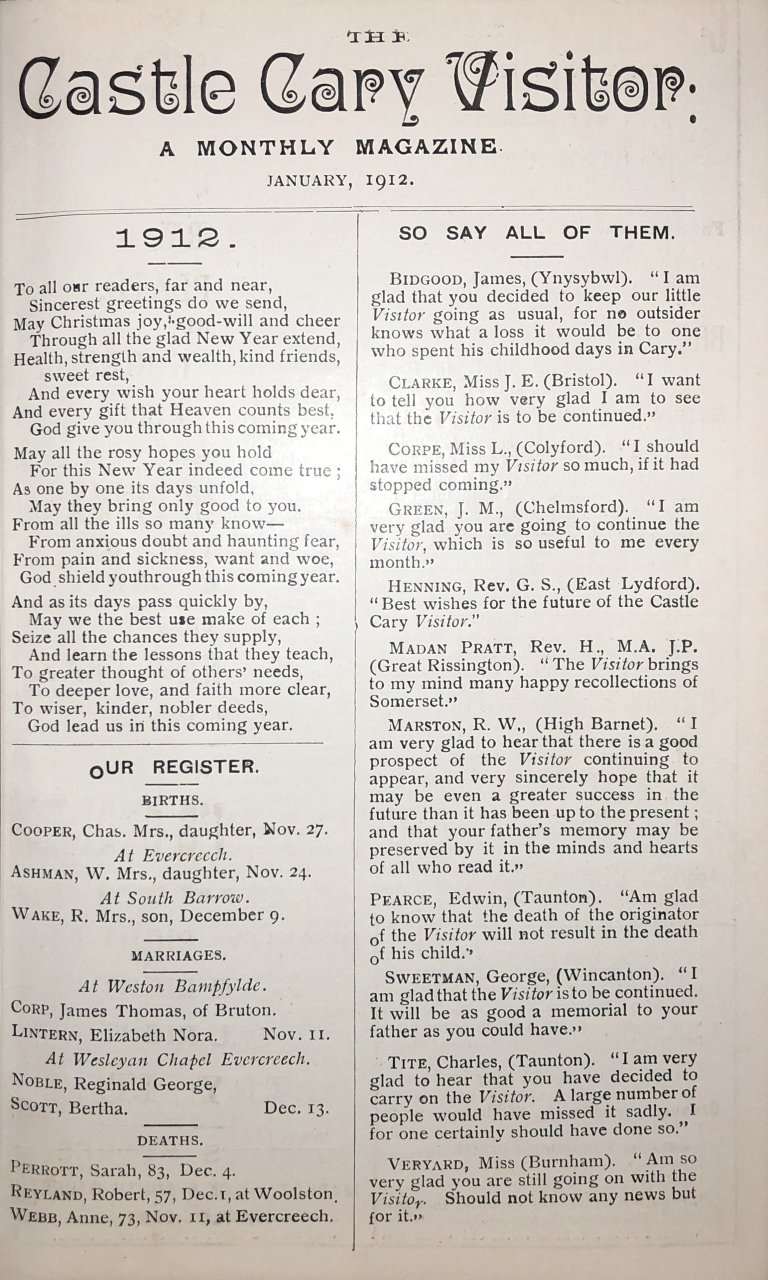 THE
Castle Cary Visitor:
A MONTHLY MAGAZINE.
JANUARY, 1912.
1912.
To all our readers, far and near,
Sincerest greetings do we send,
May Christmas joy, good-will and cheer
Through all the glad New Year extend,
Health, strength and wealth, kind friends,
sweet rest,
And every wish your heart holds dear,
And every gift that Heaven counts best,
God give you through this coming year.
May all the rosy hopes you hold
For this New Year indeed come true ;
As one by one its days unfold,
May they bring only good to you.
From all the ills so many know—
From anxious doubt and haunting fear,
From pain and sickness, want and woe,
God shield youthrough this coming year.
And as its days pass quickly by,
May we the best use make of each ;
Seize all the chances they supply,
And learn the lessons that they teach,
To greater thought of others' needs,
To deeper love, and faith more clear,
To wiser, kinder, nobler deeds,
God lead us in this coming year.
OUR REGISTER.
BIRTHS.
COOPER, Chas. Mrs., daughter, Nov. 27.
At Evercreech.
ASHMAN, W. Mrs., daughter, Nov. 24.
At South Barrow.
WAKE, R. Mrs., son, December 9.
MARRIAGES.
At Weston Bampfylde.
CORP, James Thomas, of Bruton.
LINTERN, Elizabeth Nora. Nov. 11.
At Wesleyan Chapel Evercreech.
NOBLE, Reginald George,
SCOTT, Bertha. Dec. 13.
DEATHS.
PERROTT, Sarah, 83, Dec. 4.
REYLAND, Robert, 57, Dec. 1, at Woolston.
WEBB, Anne, 73, Nov. 11, at Evercreech.
SO SAY ALL OF THEM.
BIDGOOD, James, (Ynysybwl). "I am
glad that you decided to keep our little
Visitor going as usual, for no outsider
knows what a loss it would be to one
who spent his childhood days in Cary."
CLARKE, Miss J. E. (Bristol). "I want
to tell you how very glad I am to see
that the Visitor is to be continued."
CORPE, Miss L., (Colyford). "I should
have missed my Visitor so much, if it had
stopped coming."
GREEN, J. M., (Chelmsford). "I am
very glad you are going to continue the
Visitor, which is so useful to me every
month."
HENNING, Rev. G. S., (East Lydford).
"Best wishes for the future of the Castle
Cary Visitor."
MADAN PRATT, Rev. H., M.A. J.P.
(Great Rissington). "The Visitor brings
to my mind many happy recollections of
Somerset."
MARSTON, R. W., (High Barnet). "I
am very glad to hear that there is a good
prospect of the Visitor continuing to
appear, and very sincerely hope that it
may be even a greater success in the
future than it has been up to the present ;
and that your father's memory may be
preserved by it in the minds and hearts
of all who read it."
PEARCE, Edwin, (Taunton). "Am glad
to know that the death of the originator
of the Visitor will not result in the death
of his child."
SWEETMAN, George, (Wincanton). "I
am glad that the Visitor is to be continued.
It will be as good a memorial to your
father as you could have."
TITE, Charles, (Taunton). "I am very
glad to hear that you have decided to
carry on the Visitor. A large number of
people would have missed it sadly. I
for one certainly should have done so."
VERYARD, Miss (Burnham). "Am so
very glad you are still going on with the
Visitor. Should not know any news but
for it."